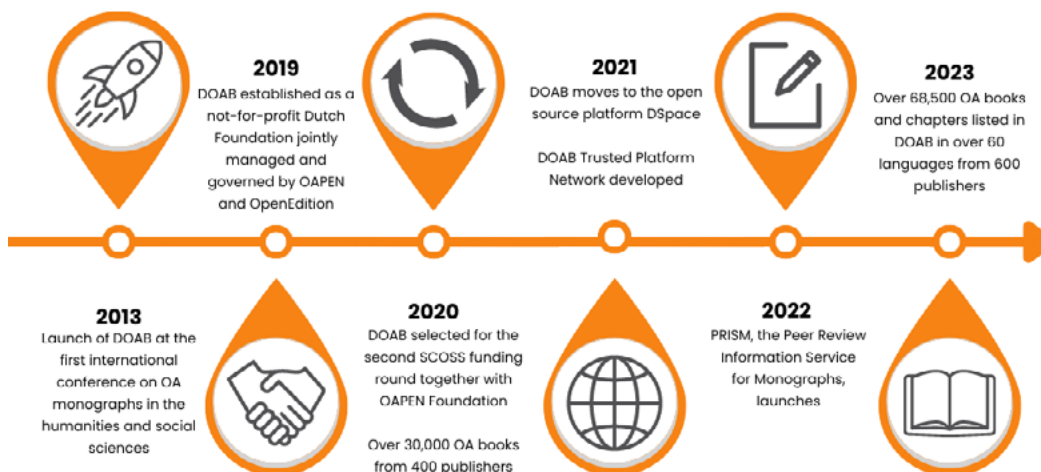 2019
DOAB established as a
not-for-profit Dutch
Foundation jointly
managed and
governed by OAPEN
and OpenEdition
2021
DOAB moves to the open
source platform DSpace
DOAB Trusted Platform
Network developed
2023
Over 68,500 OA books
and chapters listed in
DOAB in over 60
languages from 600
publishers
2013
Launch of DOAB at the
first international
conference on OA
monographs in the
humanities and social
sciences
2020
DOAB selected for the
second SCOSS funding
round together with
OAPEN Foundation
Over 30,000 OA books
from 400 publishers
2022
PRISM, the Peer Review
Information Service
for Monographs,
launches